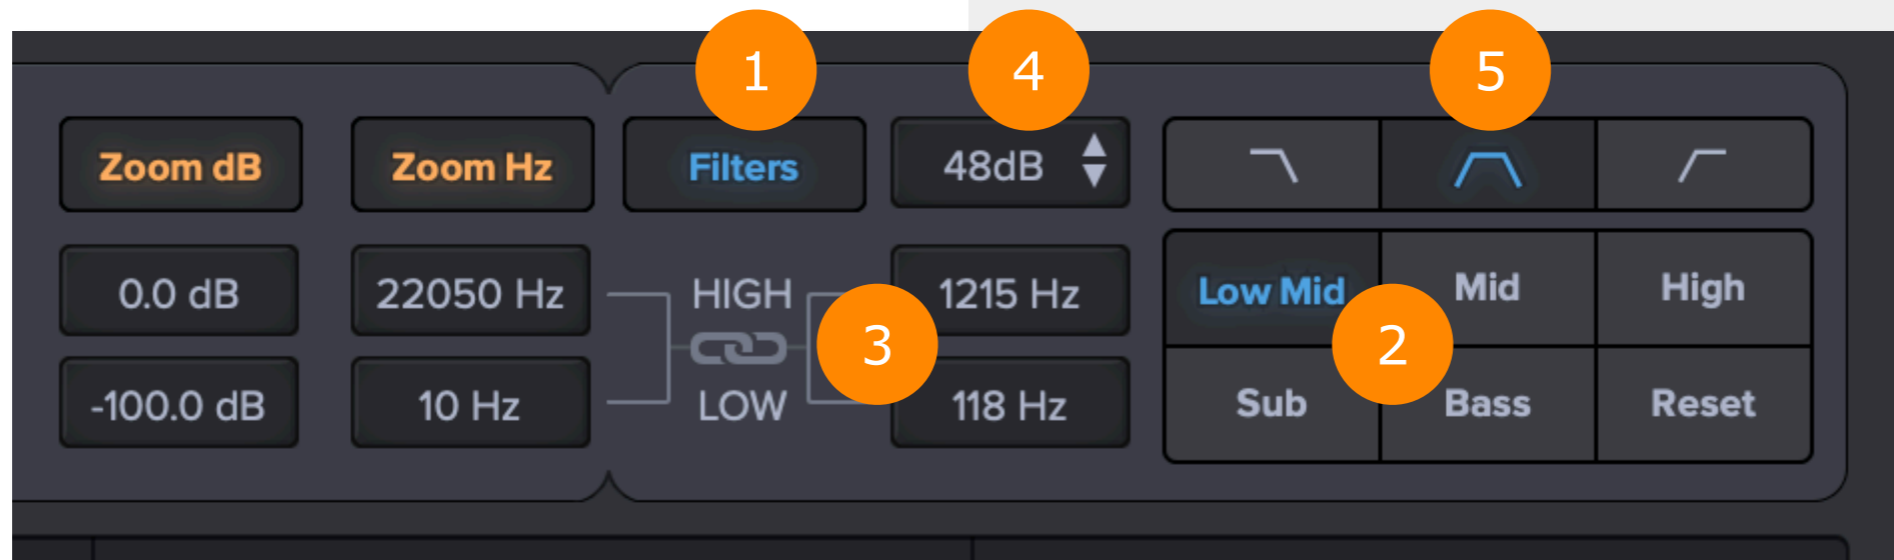 1 4 5
Zoom dB Zoom Hz Filters 48dB
0.0 dB 22050 Hz HIGH 1215 Hz Low Mid Mid High
3 2
-100.0 dB 10 Hz LOW 118 Hz Sub Bass Reset